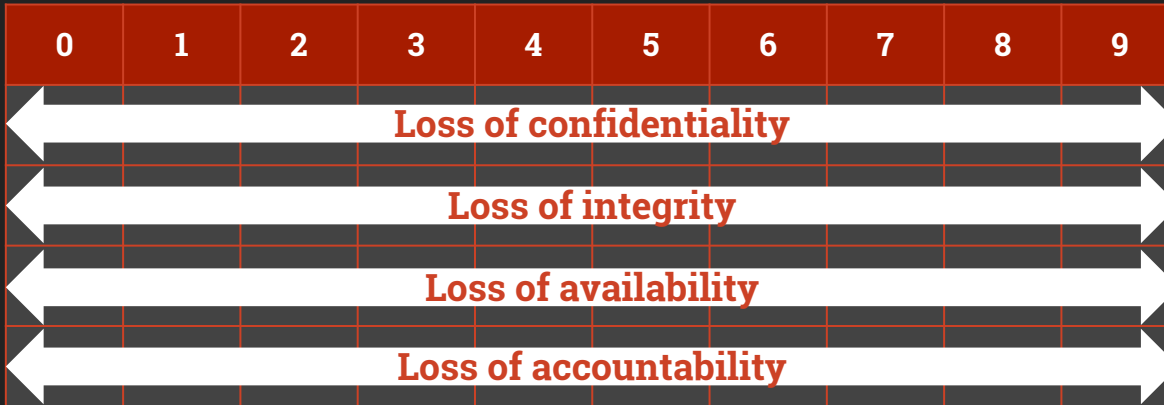 0 1 2 3 4 5 6 7 8 9
Loss of confidentiality
Loss of integrity
Loss of availability
Loss of accountability